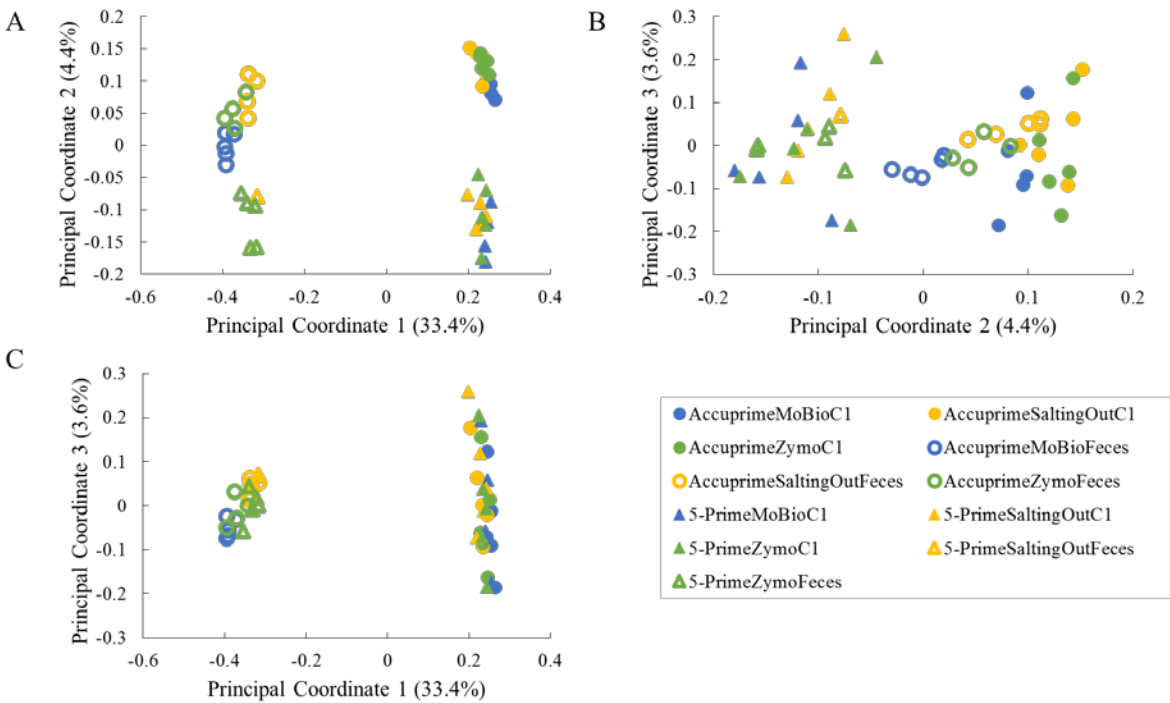 A
Principal Coordinate 2 (4.4%)
0.2
0.15
0.1
0.05
0
-0.05
-0.1
-0.15
-0.2
-0.6
-0.4
-0.2
0
0.2
0.4
Principal Coordinate 1 (33.4%)
B
Principal Coordinate 3 (3.6%)
0.3
0.2
0.1
0
-0.1
-0.2
-0.3
-0.2
-0.1
0
0.1
0.2
Principal Coordinate 2 (4.4%)
C
Principal Coordinate 3 (3.6%)
0.3
0.2
0.1
0
-0.1
-0.2
-0.3
-0.6
-0.4
-0.2
0
0.2
0.4
Principal Coordinate 1 (33.4%)
AccuprimeMoBioC1
AccuprimeSaltingOutC1
AccuprimeZymoC1
AccuprimeMoBioFeces
AccuprimeSaltingOutFeces
AccuprimeZymoFeces
5-PrimeMoBioC1
5-PrimeSaltingOutC1
5-PrimeZymoC1
5-PrimeSaltingOutFeces
5-PrimeZymoFeces